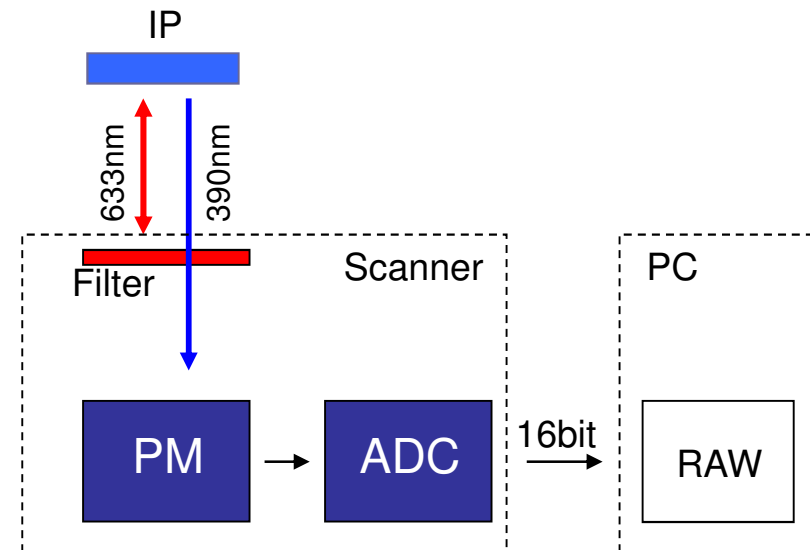 IP
633nm
390nm
Filter
Scanner
PC
PM
ADC
16bit
RAW